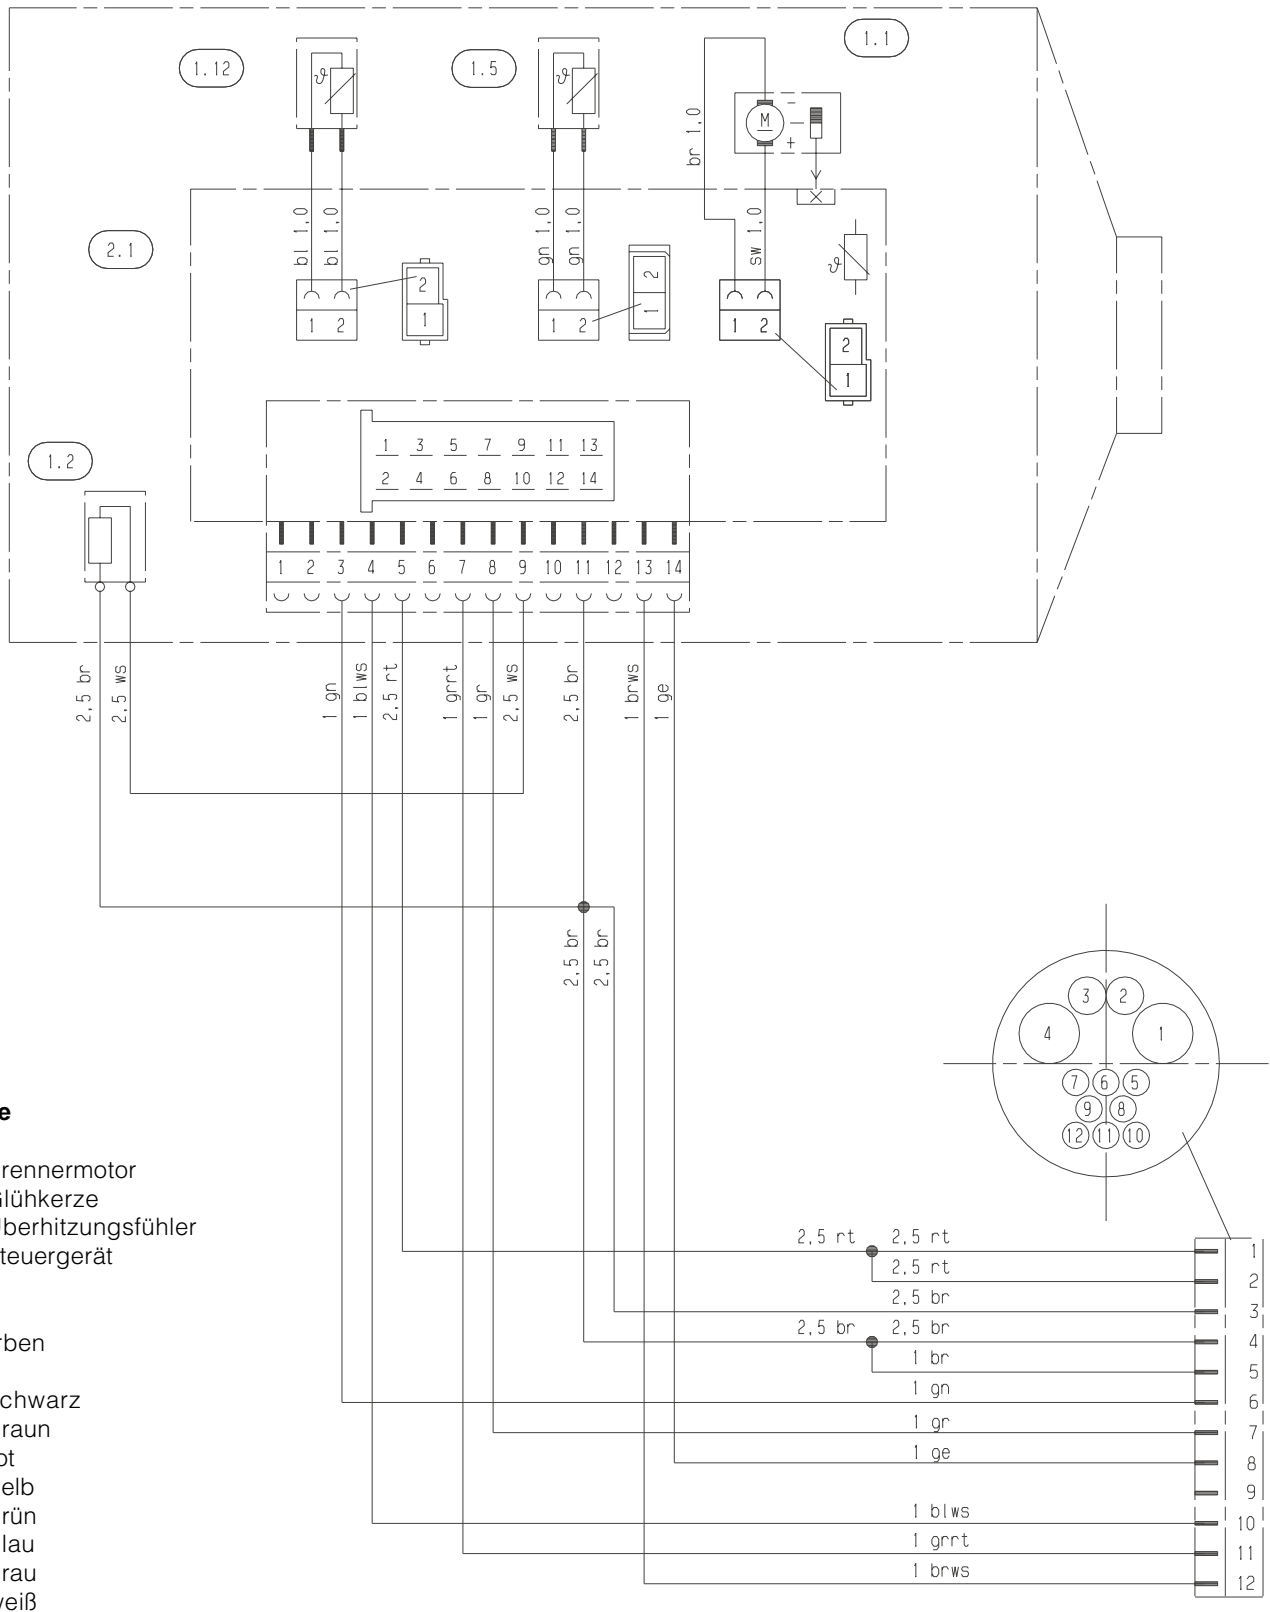 1.12
1.5
1.1
ϑ
ϑ
M
-
+
br 1,0
bl 1,0
bl 1,0
gn 1,0
gn 1,0
sw 1,0
2.1
ϑ
2
1
2
1
2
1
1 2
1 2
1 2
1.2
1 3 5 7 9 11 13
2 4 6 8 10 12 14
1 2 3 4 5 6 7 8 9 10 11 12 13 14
2,5 br
2,5 ws
1 gn
1 blws
2,5 rt
1 grrt
1 gr
2,5 ws
2,5 br
1 brws
1 ge
2,5 br
2,5 br
3 2
4 1
7 6 5
9 8
12 11 10
e
rennermotor
lühkerze
berhitzungsfühler
teuergerät
rben
chwarz
raun
ot
elb
rün
lau
rau
weiß
2,5 rt 2,5 rt 1
2,5 rt 2
2,5 br 3
2,5 br 2,5 br 4
1 br 5
1 gn 6
1 gr 7
1 ge 8
9
1 blws 10
1 grrt 11
1 brws 12